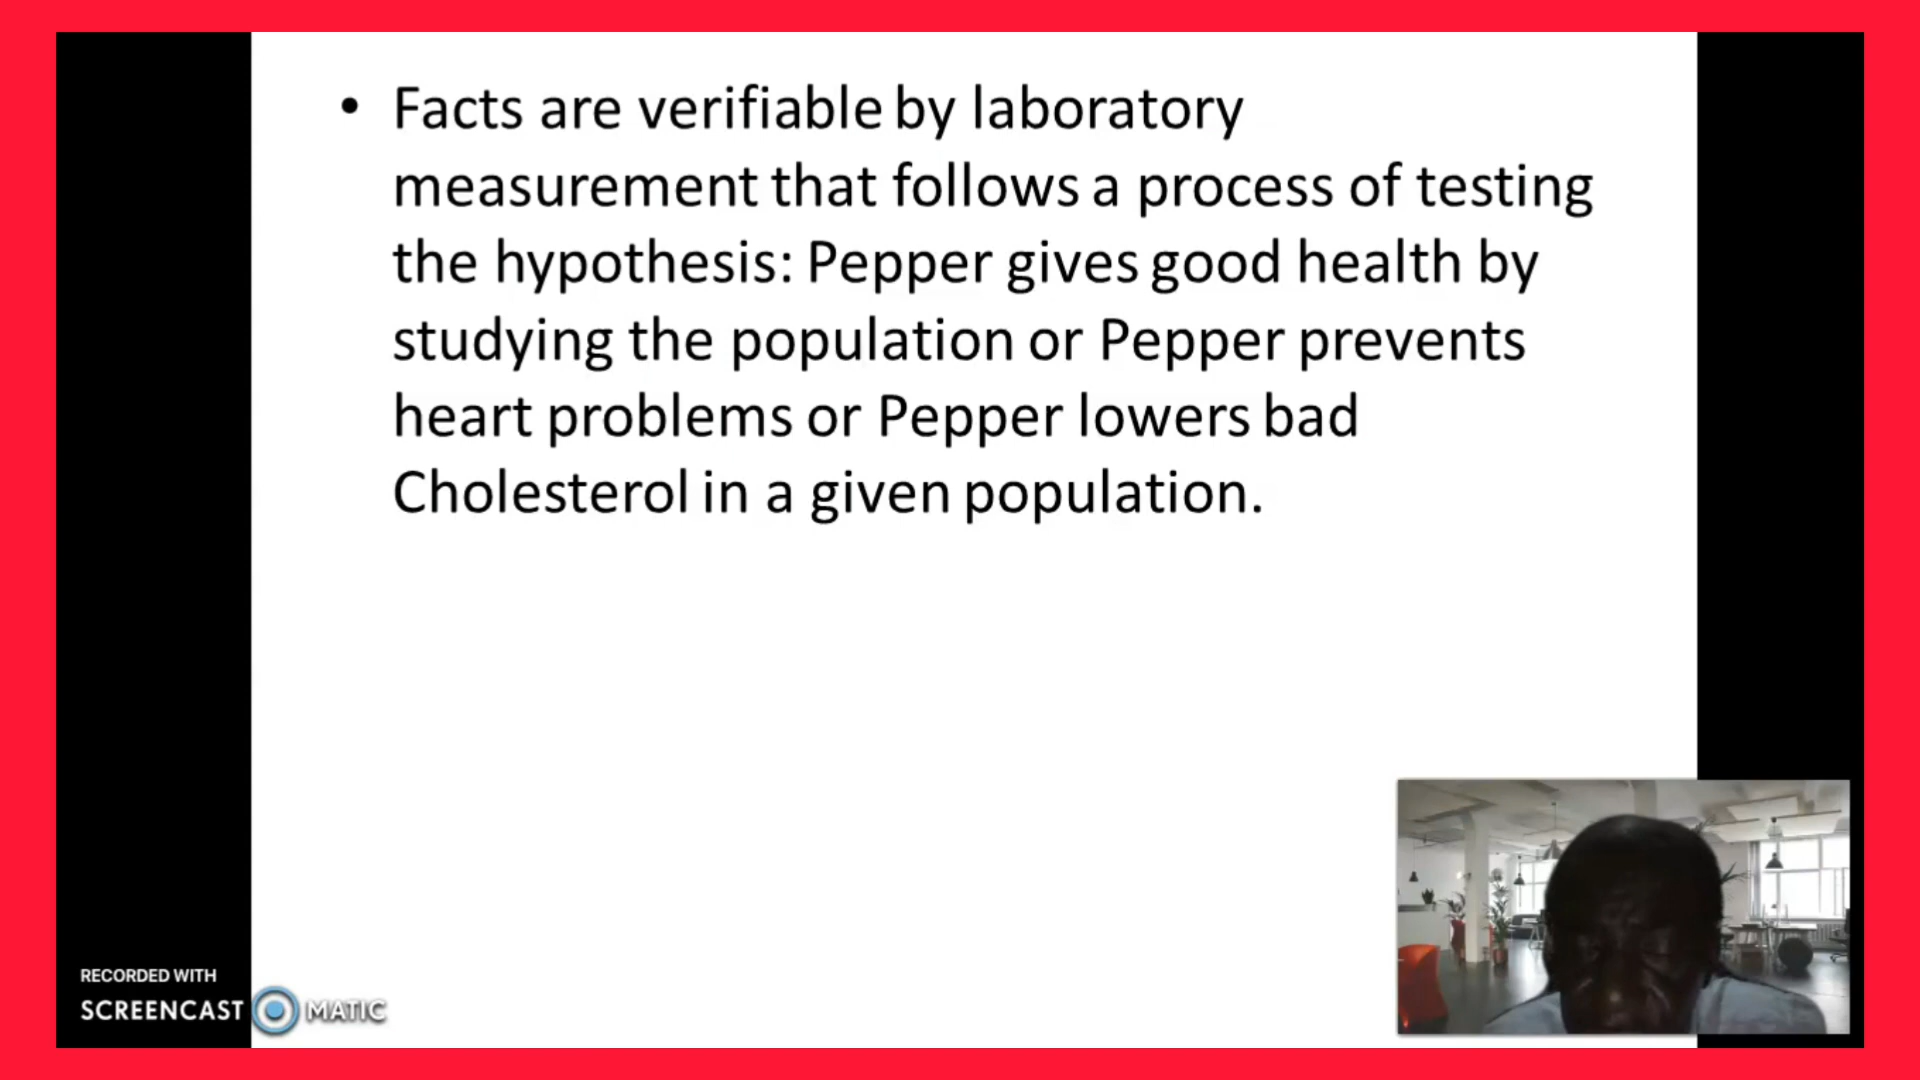 • Facts are verifiable by laboratory
measurement that follows a process of testing
the hypothesis: Pepper gives good health by
studying the population or Pepper prevents
heart problems or Pepper lowers bad
Cholesterol in a given population.
RECORDED WITH
SCREENCAST MATIC